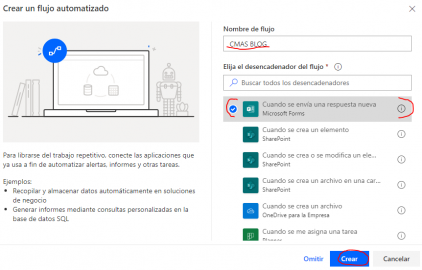 Crear un flujo automatizado
Para librarse del trabajo repetitivo, conecte las aplicaciones que
ya usa a fin de automatizar alertas, informes y otras tareas.
Ejemplos:
• Recopilar y almacenar datos automáticamente en soluciones
de negocio
• Generar informes mediante consultas personalizadas en la
base de datos SQL
Nombre de flujo
CMAS BLOG
Elija el desencadenador del flujo *
Buscar todos los desencadenadores
Cuando se envía una respuesta nueva
Microsoft Forms
Cuando se crea un elemento
SharePoint
Cuando se crea o se modifica un ele...
SharePoint
Cuando se crea un archivo en una car...
SharePoint
Cuando se crea un archivo
OneDrive para la Empresa
Cuando se me asigna una tarea
Planner
Omitir
Crear
Cancelar